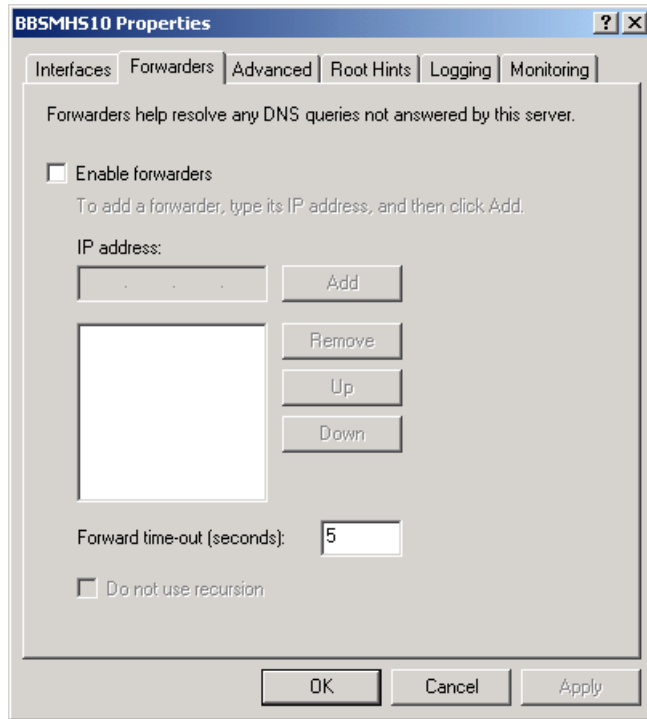 BBSMHS10 Properties
Interfaces Forwarders Advanced Root Hints Logging Monitoring
Forwarders help resolve any DNS queries not answered by this server.
Enable forwarders
To add a forwarder, type its IP address, and then click Add.
IP address:
. . . Add
Remove
Up
Down
Forward time-out (seconds): 5
Do not use recursion
OK Cancel Apply